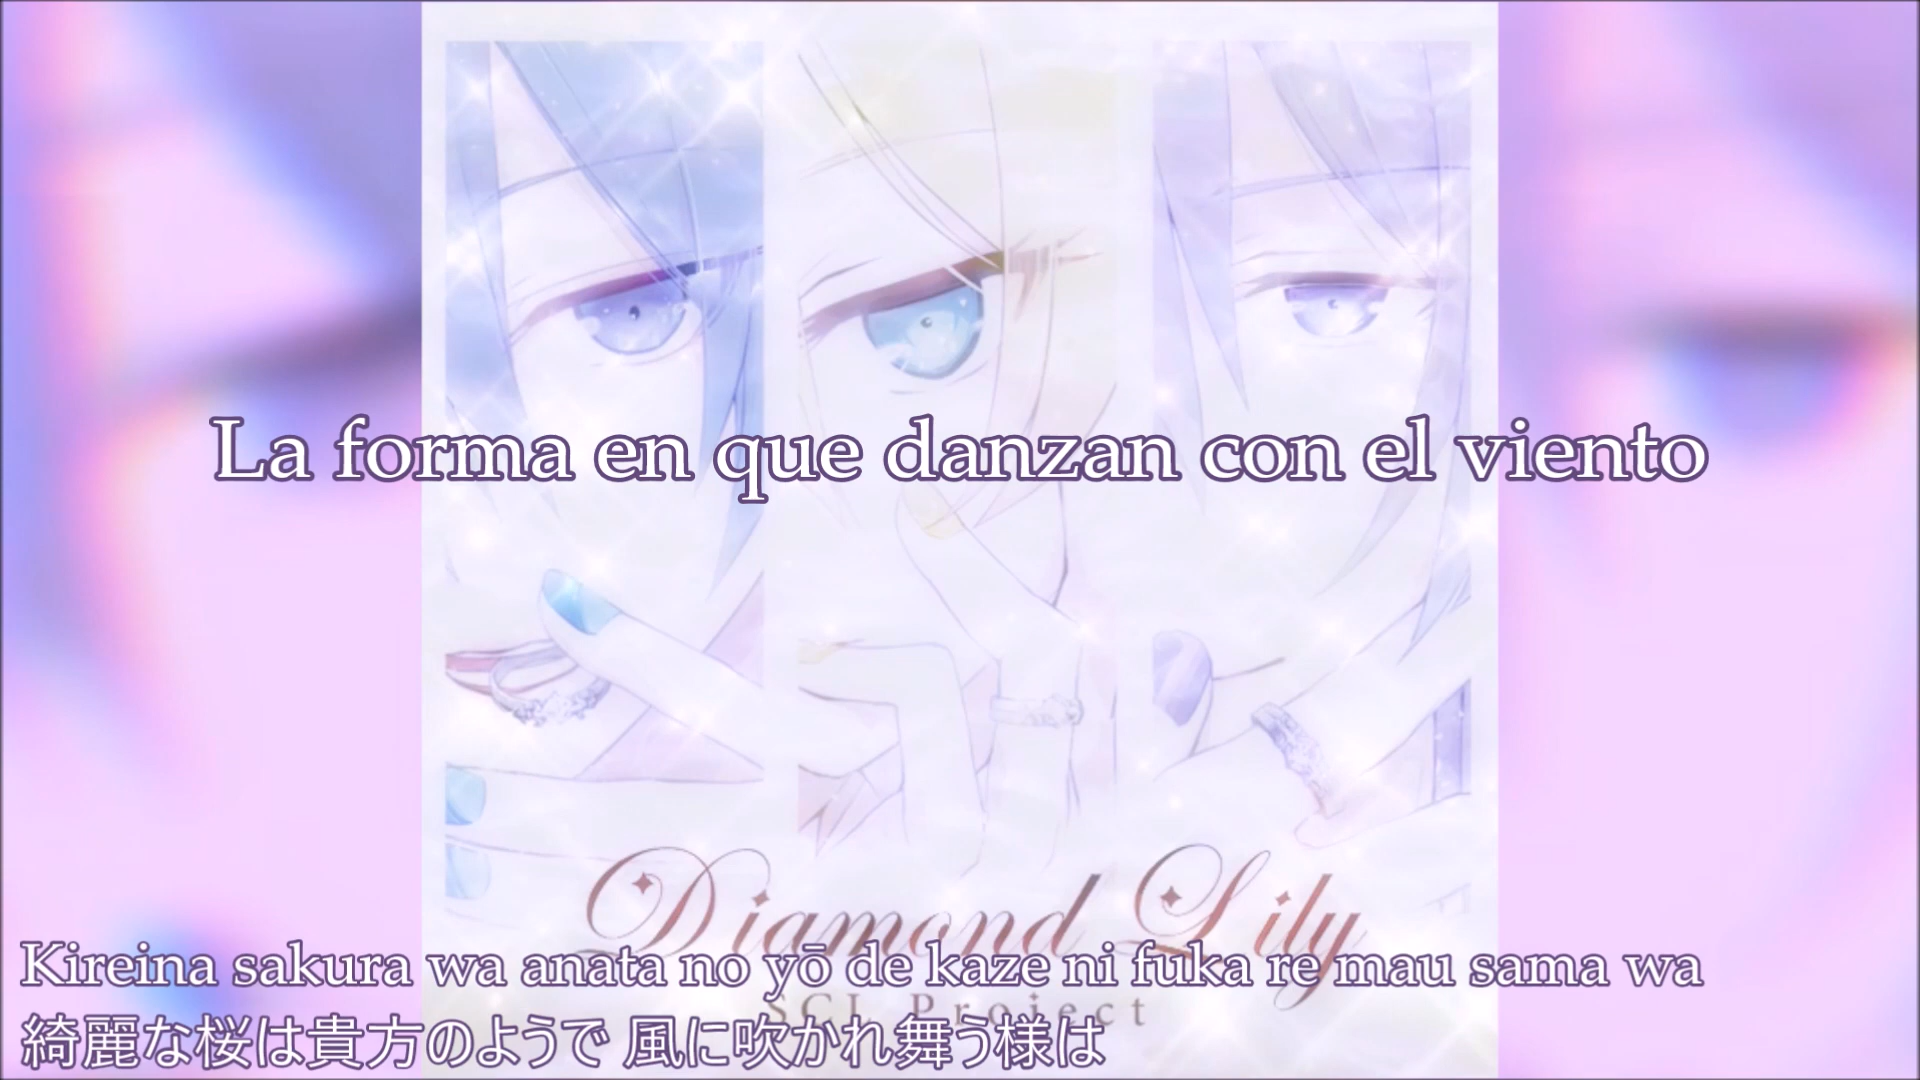 La forma en que danzan con el viento
Diamond Lily
Kireina sakura wa anata no yō de kaze ni fuka re mau sama wa
SCL Project
綺麗な桜は貴方のようで 風に吹かれ舞う様は